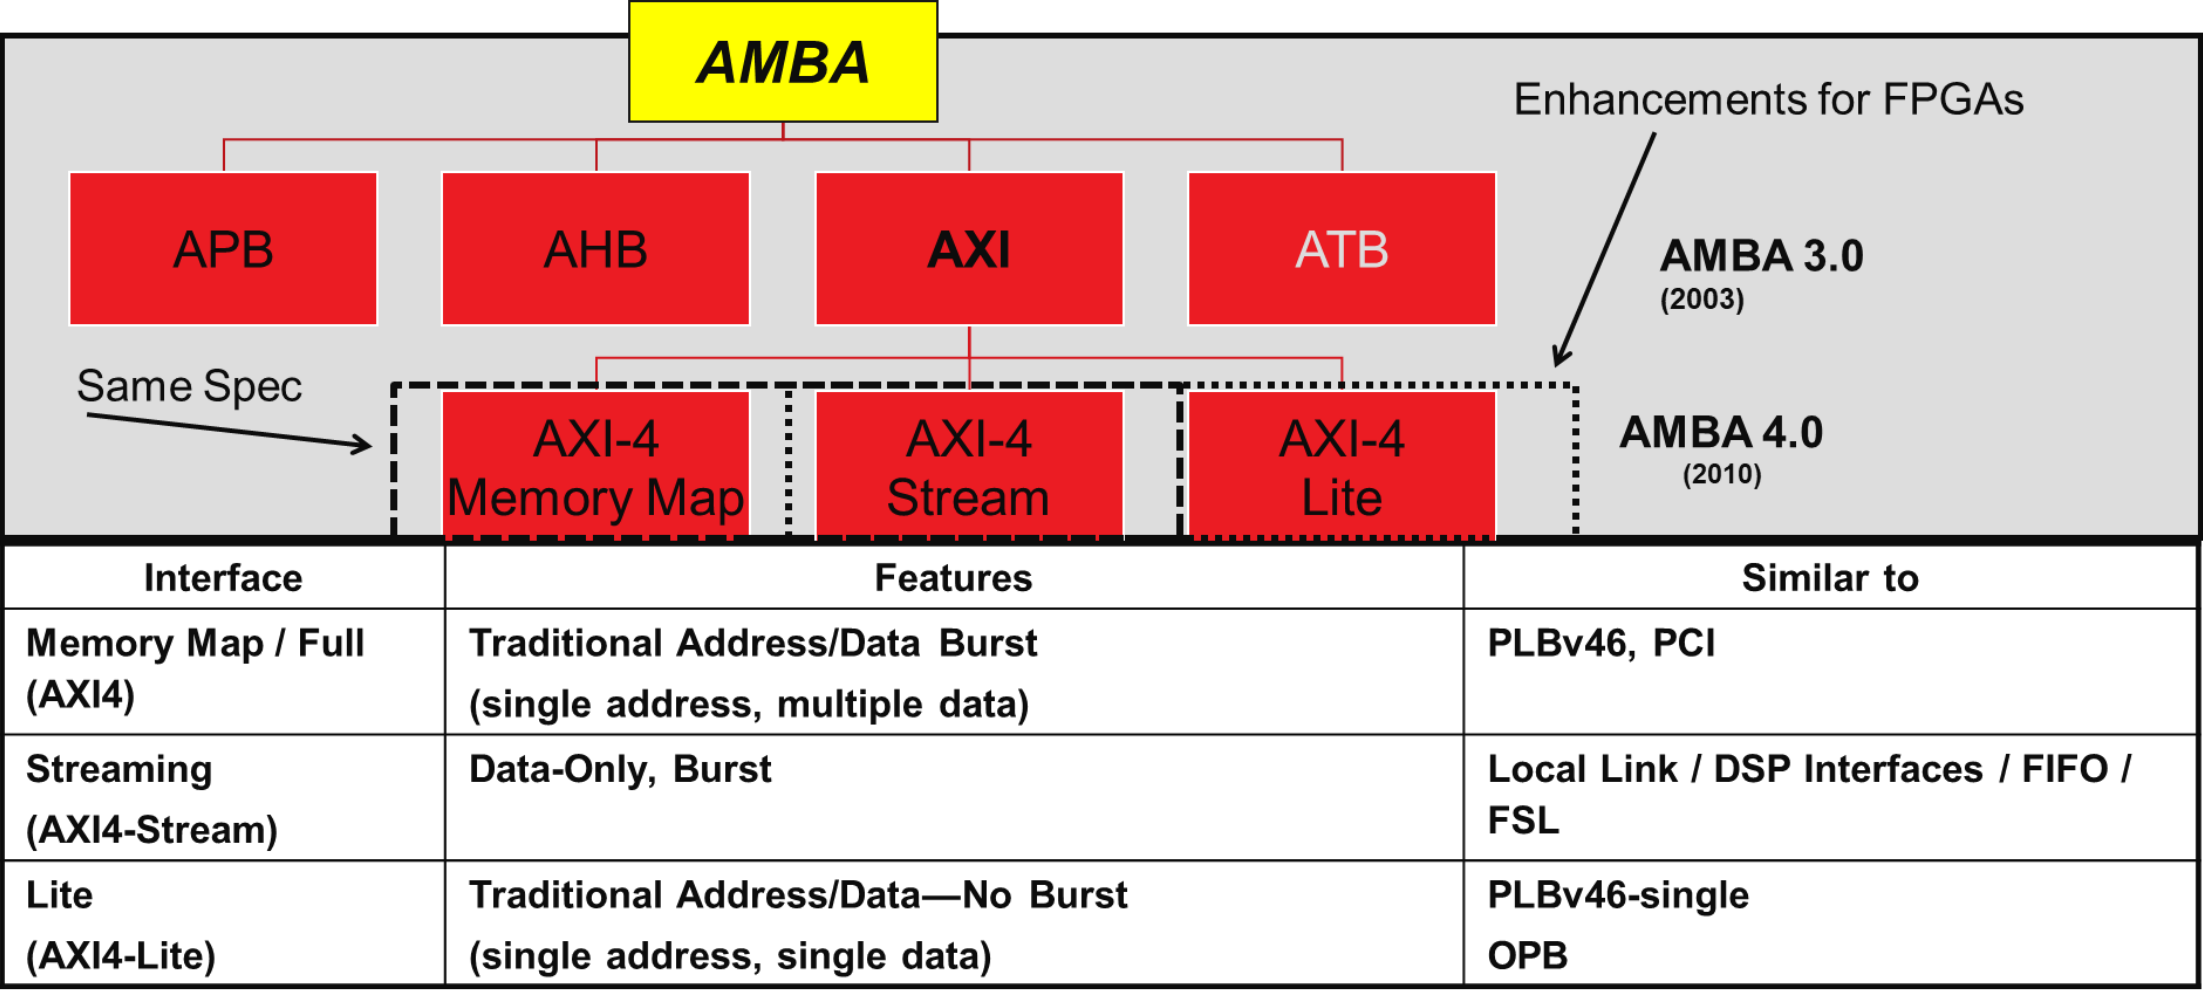 AMBA
Enhancements for FPGAs
APB
AHB
AXI
ATB
AMBA 3.0
(2003)
Same Spec
AXI-4
Memory Map
AXI-4
Stream
AXI-4
Lite
AMBA 4.0
(2010)
Interface
Features
Similar to
Memory Map / Full
(AXI4)
Traditional Address/Data Burst
(single address, multiple data)
PLBv46, PCI
Streaming
(AXI4-Stream)
Data-Only, Burst
Local Link / DSP Interfaces / FIFO /
FSL
Lite
(AXI4-Lite)
Traditional Address/Data—No Burst
(single address, single data)
PLBv46-single
OPB